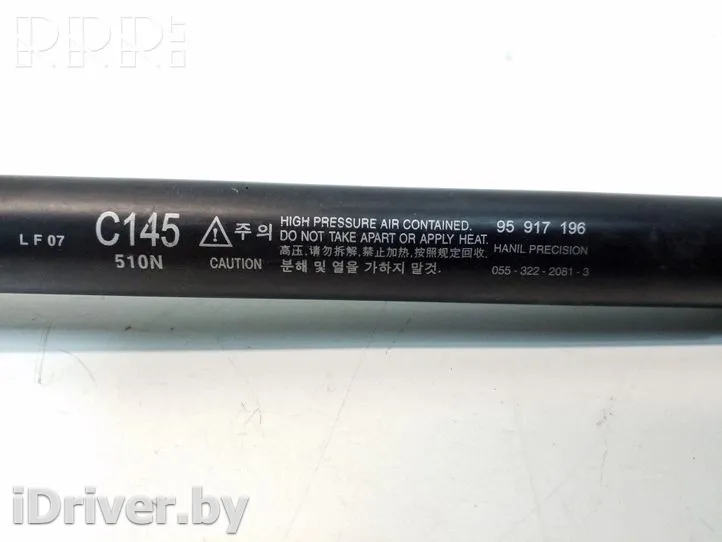 RRR
L F 07
C145
510N
주의
CAUTION
HIGH PRESSURE AIR CONTAINED.
DO NOT TAKE APART OR APPLY HEAT.
高压,请勿拆解,禁止加热,按照规定回收.
분해 및 열을 가하지 말것.
95 917 196
HANIL PRECISION
055 - 322 - 2081 - 3
iDriver.by